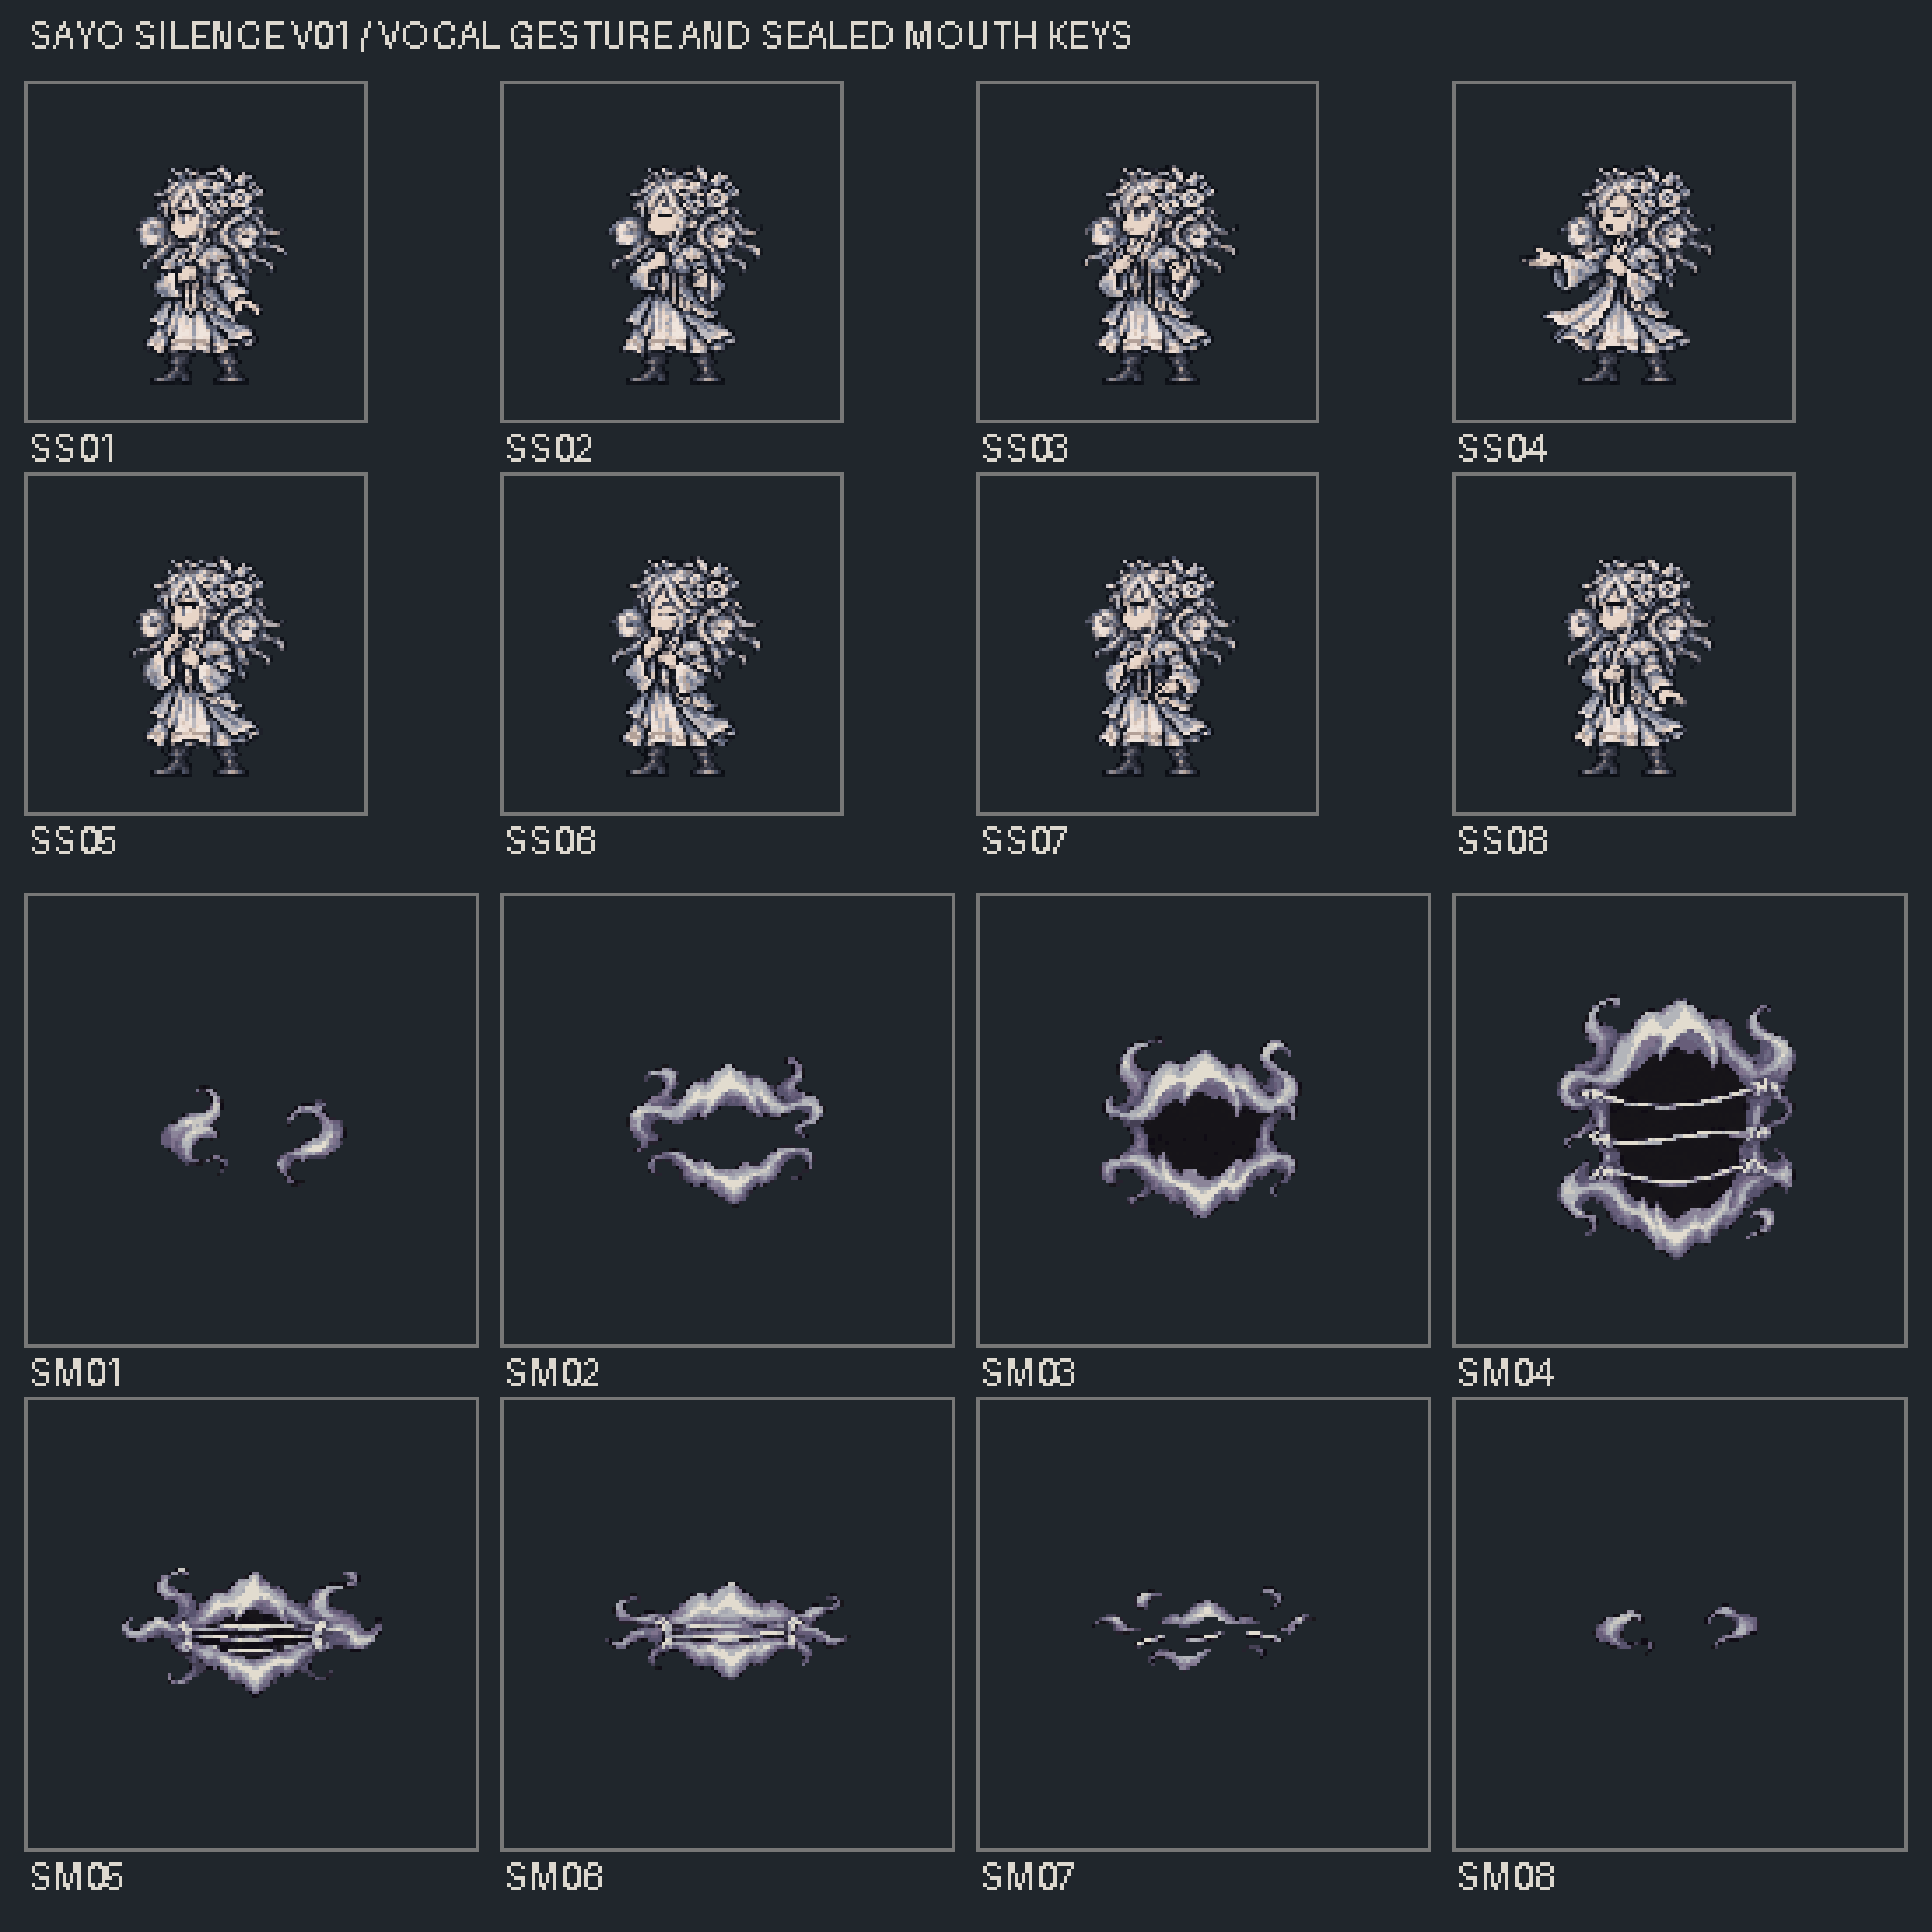 SAYO SILENCE V01 / VOCAL GESTURE AND SEALED MOUTH KEYS
SS01 SS02 SS03 SS04
SS05 SS06 SS07 SS08
SM01 SM02 SM03 SM04
SM05 SM06 SM07 SM08